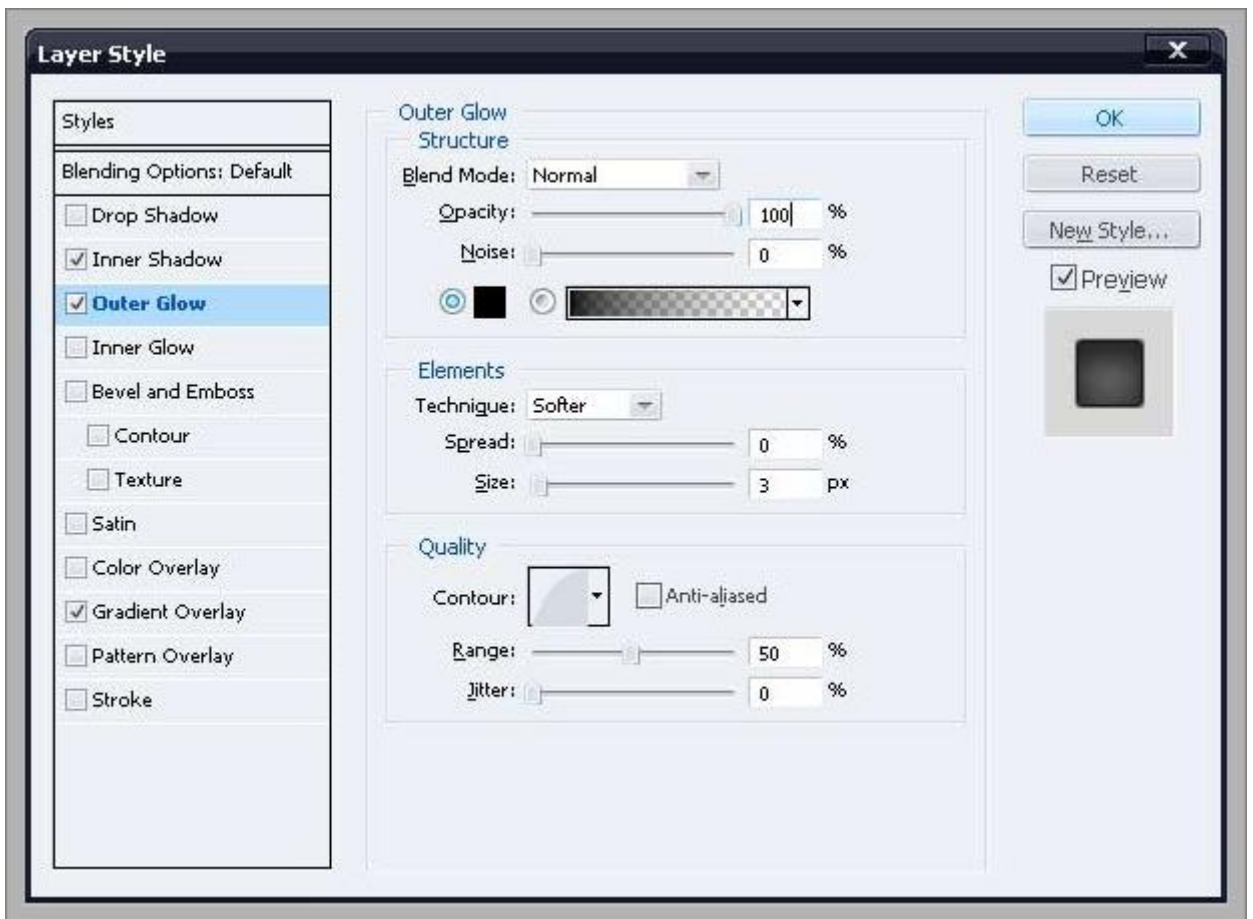 Layer Style
X
Styles
Blending Options: Default
Drop Shadow
Inner Shadow
Outer Glow
Inner Glow
Bevel and Emboss
Contour
Texture
Satin
Color Overlay
Gradient Overlay
Pattern Overlay
Stroke
Outer Glow
Structure
Blend Mode: Normal
Opacity: 100 %
Noise: 0 %
Elements
Technique: Softer
Spread: 0 %
Size: 3 px
Quality
Contour: Anti-aliased
Range: 50 %
Jitter: 0 %
OK
Reset
New Style...
Preview